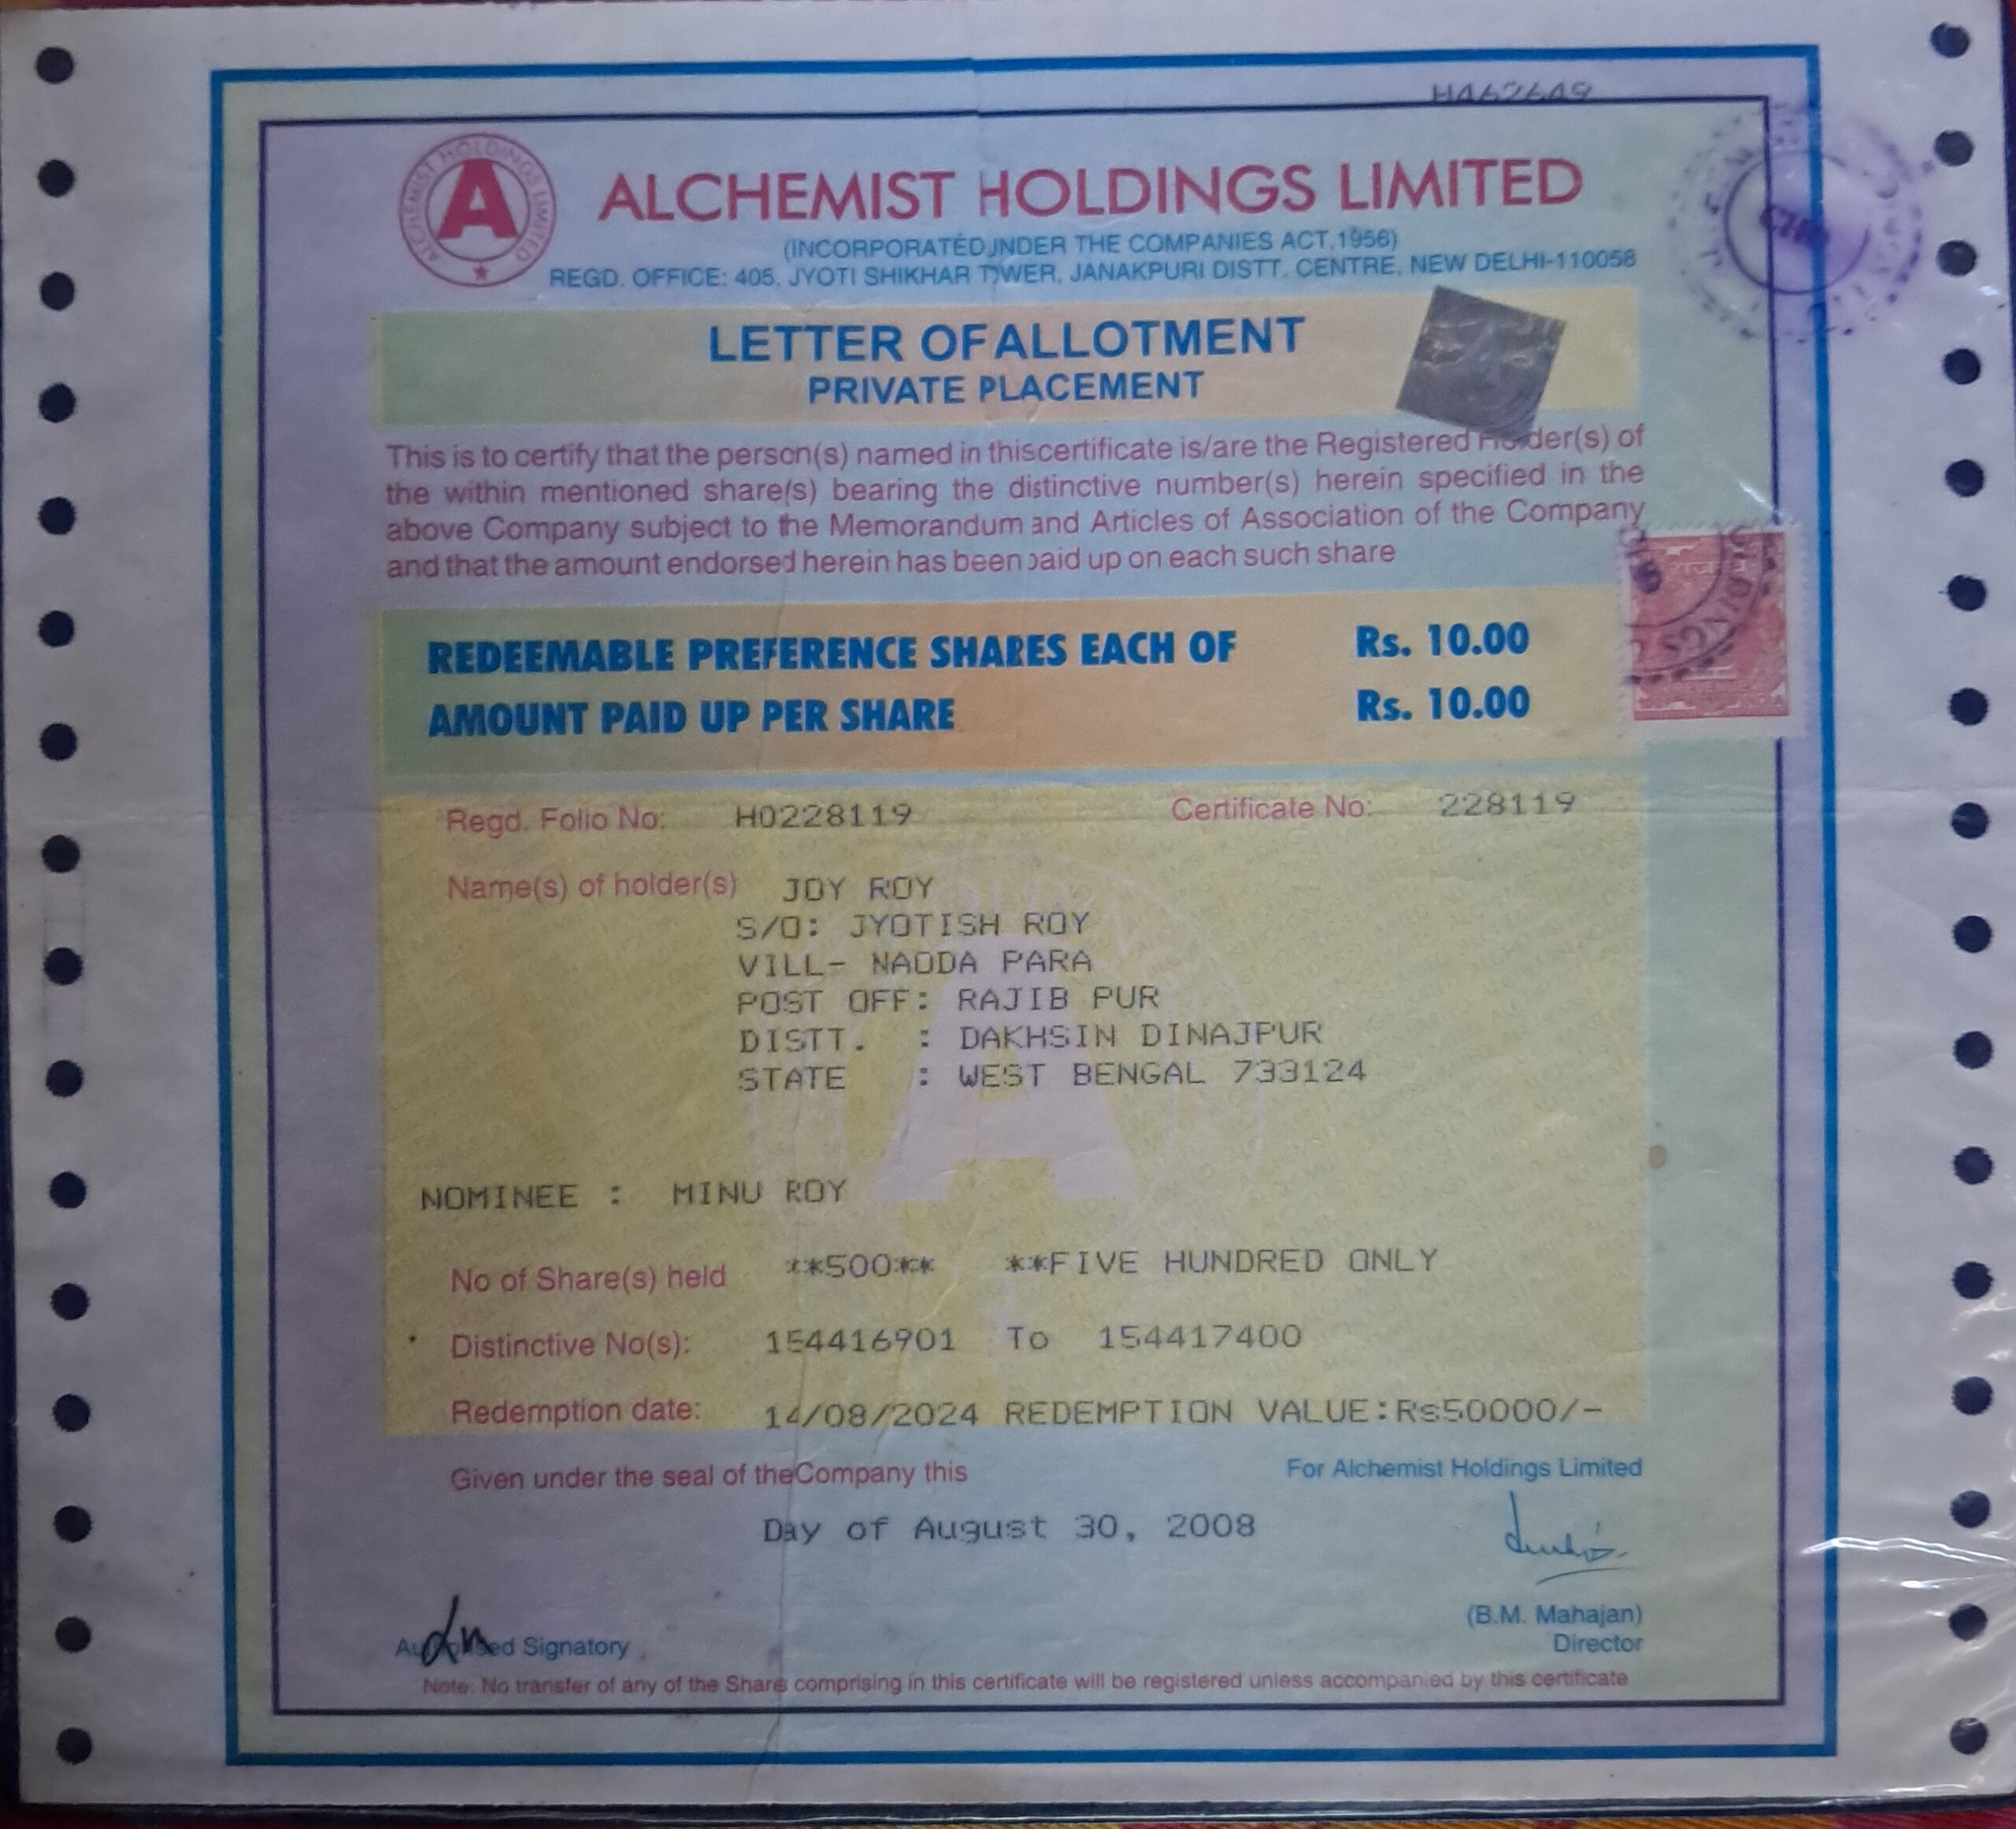 HA62649
ALCHEMIST HOLDINGS LIMITED
A
ALCHEMIST HOLDINGS LIMITED
(INCORPORATED UNDER THE COMPANIES ACT,1956)
REGD. OFFICE: 405, JYOTI SHIKHAR TOWER, JANAKPURI DISTT. CENTRE, NEW DELHI-110058
LETTER OF ALLOTMENT
PRIVATE PLACEMENT
This is to certify that the person(s) named in this certificate is/are the Registered Holder(s) of
the within mentioned share(s) bearing the distinctive number(s) herein specified in the
above Company subject to the Memorandum and Articles of Association of the Company
and that the amount endorsed herein has been paid up on each such share
REDEEMABLE PREFERENCE SHARES EACH OF Rs. 10.00
AMOUNT PAID UP PER SHARE Rs. 10.00
Regd. Folio No: H0228119 Certificate No: 228119
Name(s) of holder(s) JOY ROY
S/O: JYOTISH ROY
VILL- NAODA PARA
POST OFF: RAJIB PUR
DISTT. : DAKHSIN DINAJPUR
STATE : WEST BENGAL 733124
NOMINEE : MINU ROY
No of Share(s) held **500** **FIVE HUNDRED ONLY
Distinctive No(s): 154416901 To 154417400
Redemption date: 14/08/2024 REDEMPTION VALUE:Rs50000/-
Given under the seal of the Company this For Alchemist Holdings Limited
Day of August 30, 2008
(B.M. Mahajan)
Authorised Signatory Director
Note: No transfer of any of the Share comprising in this certificate will be registered unless accompanied by this certificate